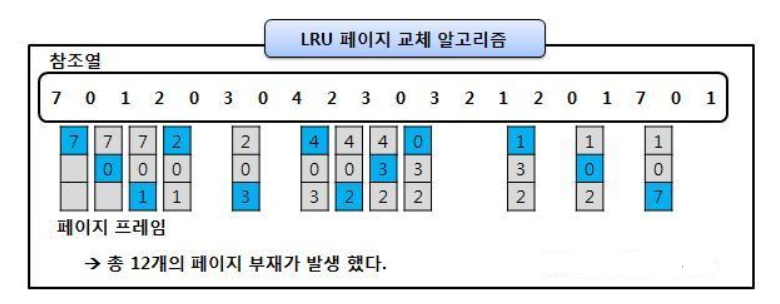 LRU 페이지 교체 알고리즘
참조열
7 0 1 2 0 3 0 4 2 3 0 3 2 1 2 0 1 7 0 1
7 7 7 2 2 4 4 4 0 1 1 1
0 0 0 0 0 0 3 3 3 0 0
1 1 3 3 2 2 2 2 2 7
페이지 프레임
→ 총 12개의 페이지 부재가 발생 했다.